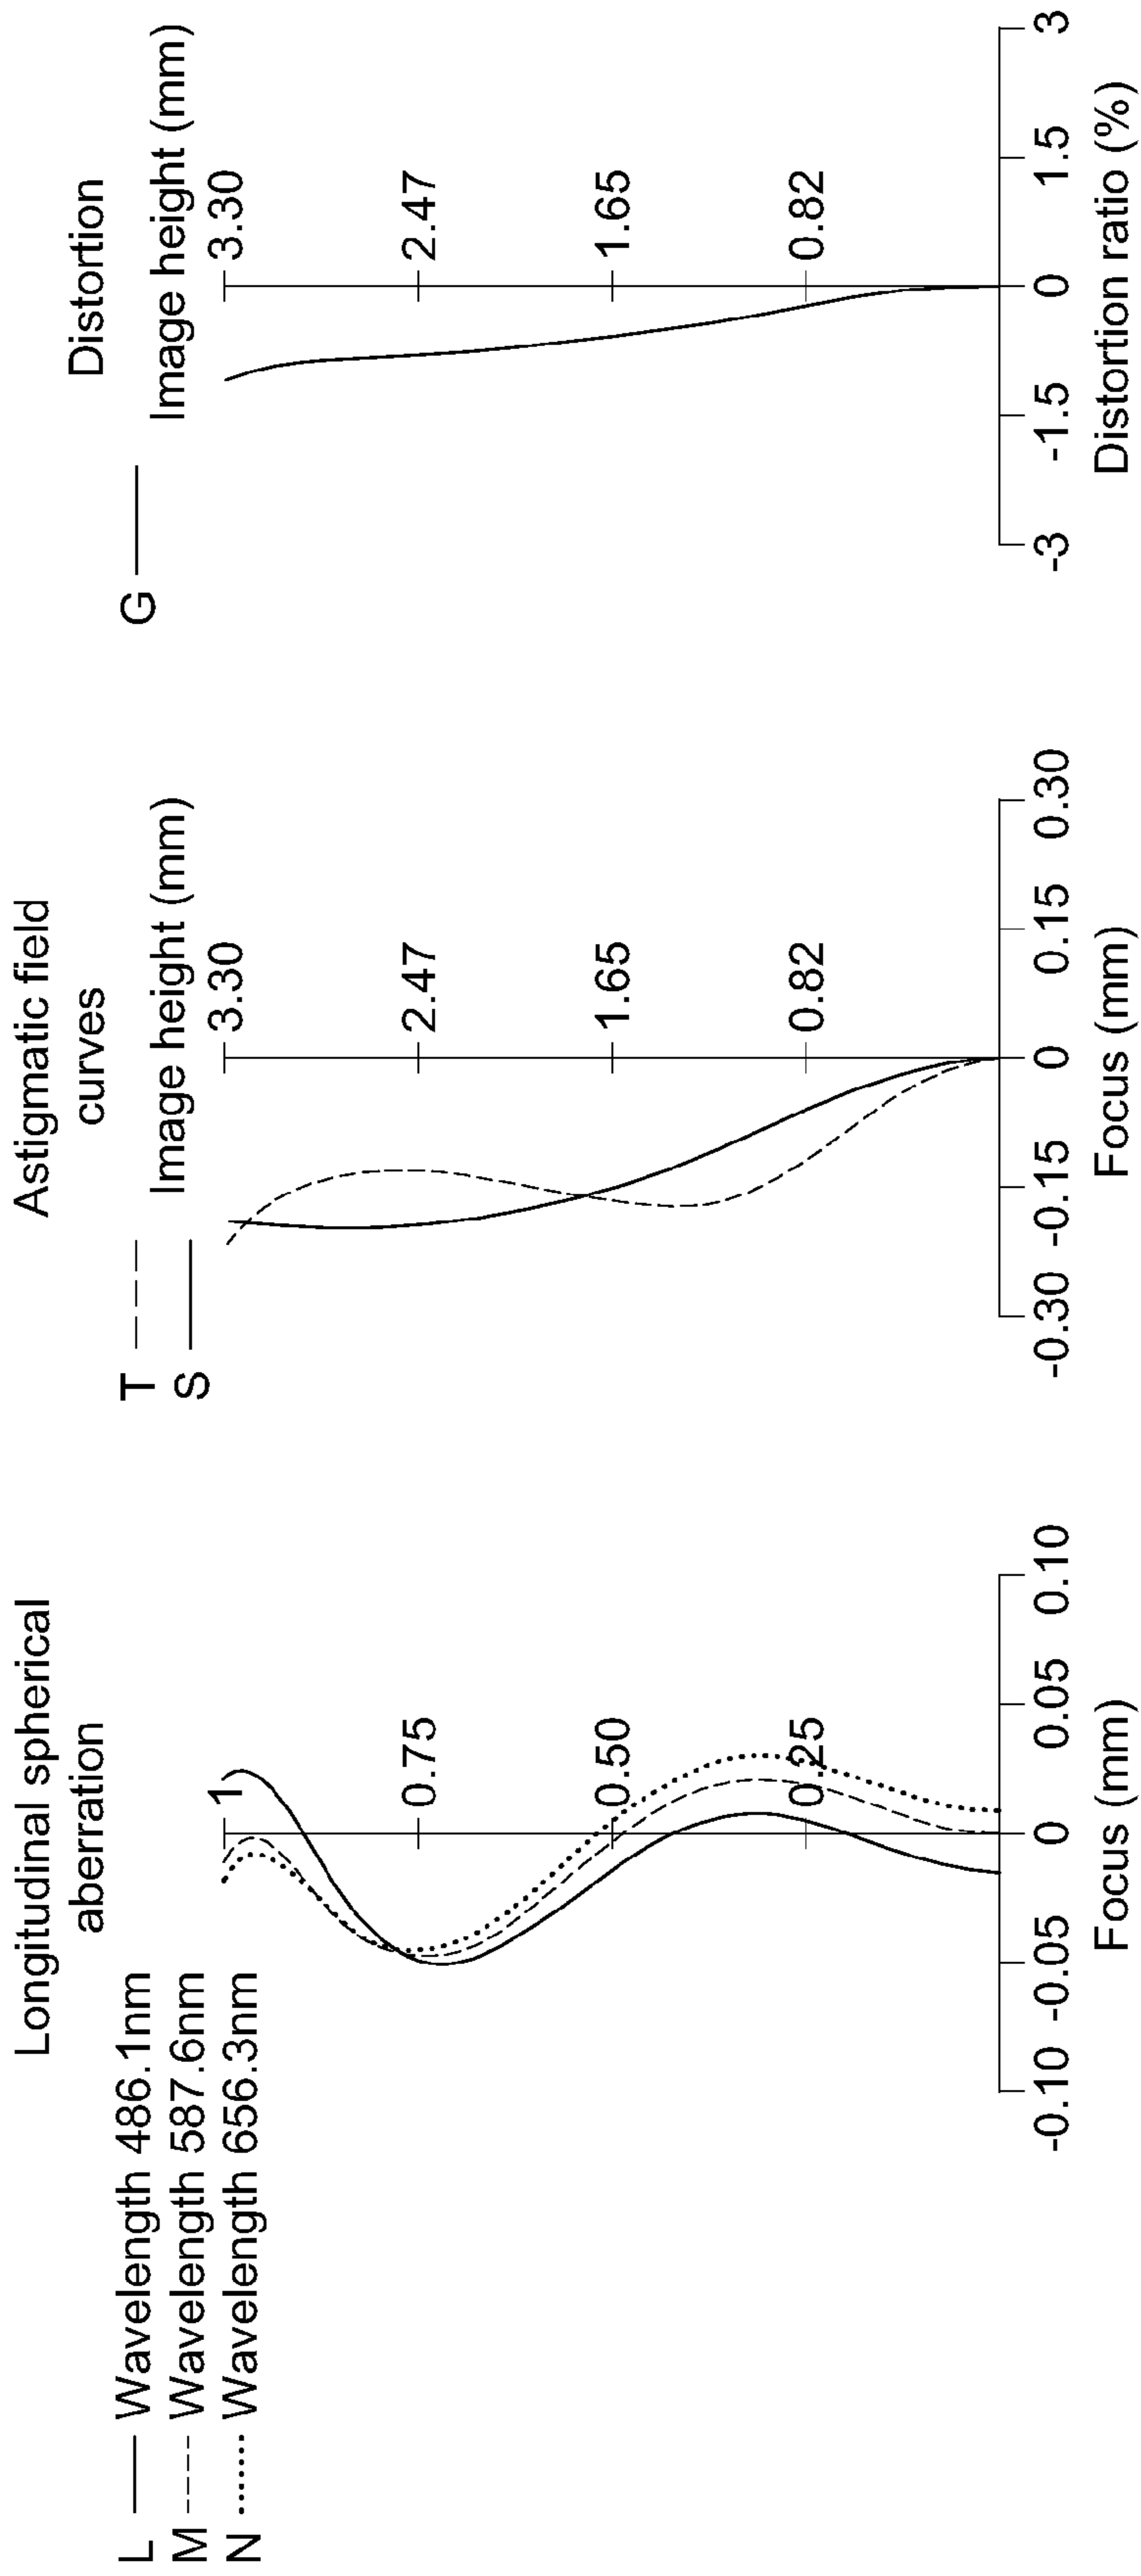 Longitudinal spherical
aberration
L Wavelength 486.1nm
M Wavelength 587.6nm
N Wavelength 656.3nm
1
0.75
0.50
0.25
-0.10 -0.05 0 0.05 0.10
Focus (mm)
Astigmatic field
curves
T
S
Image height (mm)
3.30
2.47
1.65
0.82
-0.30 -0.15 0 0.15 0.30
Focus (mm)
Distortion
G
Image height (mm)
3.30
2.47
1.65
0.82
-3 -1.5 0 1.5 3
Distortion ratio (%)